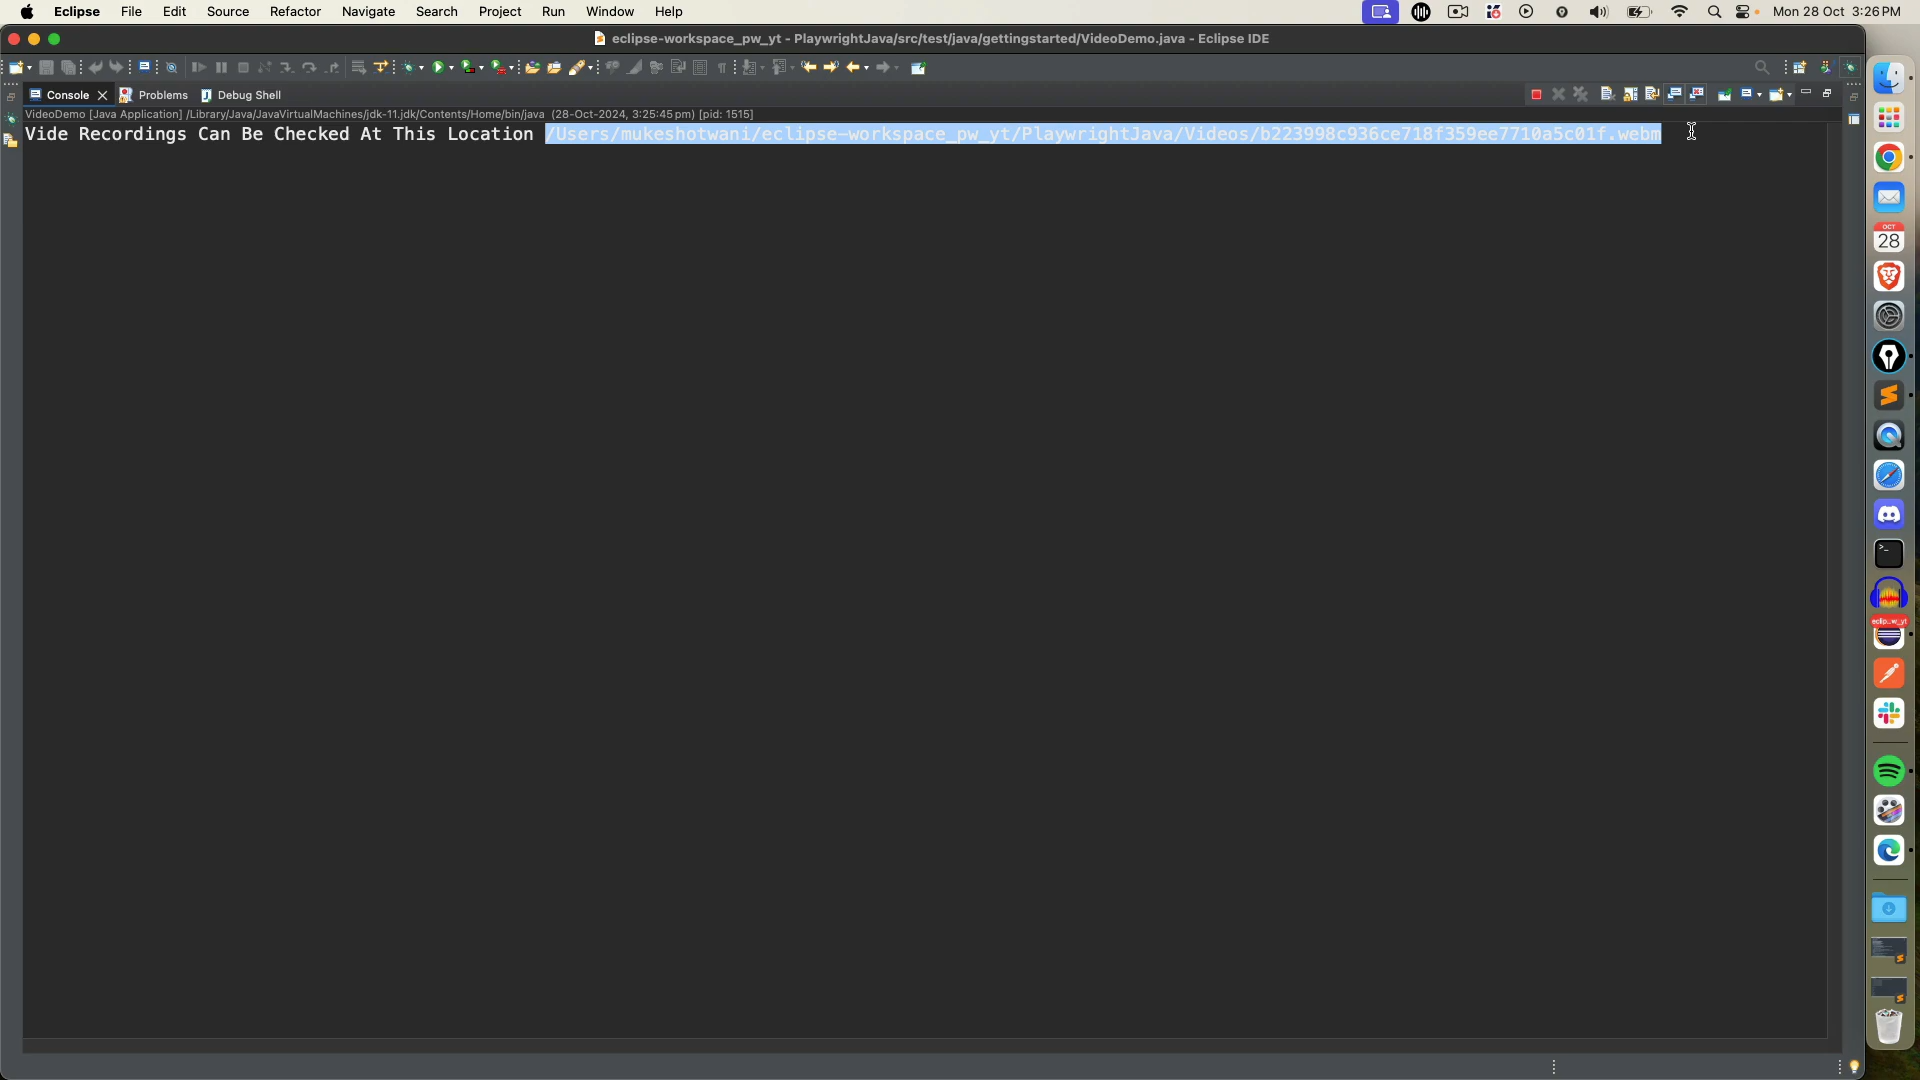 Eclipse File Edit Source Refactor Navigate Search Project Run Window Help Mon 28 Oct 3:26 PM
eclipse-workspace_pw_yt - PlaywrightJava/src/test/java/gettingstarted/VideoDemo.java - Eclipse IDE
Console Problems Debug Shell
VideoDemo [Java Application] /Library/Java/JavaVirtualMachines/jdk-11.jdk/Contents/Home/bin/java (28-Oct-2024, 3:25:45 pm) [pid: 1515]
Vide Recordings Can Be Checked At This Location /Users/mukeshotwani/eclipse-workspace_pw_yt/PlaywrightJava/Videos/b223998c936ce718f359ee7710a5c01f.webm
OCT
28
eclip...w_yt